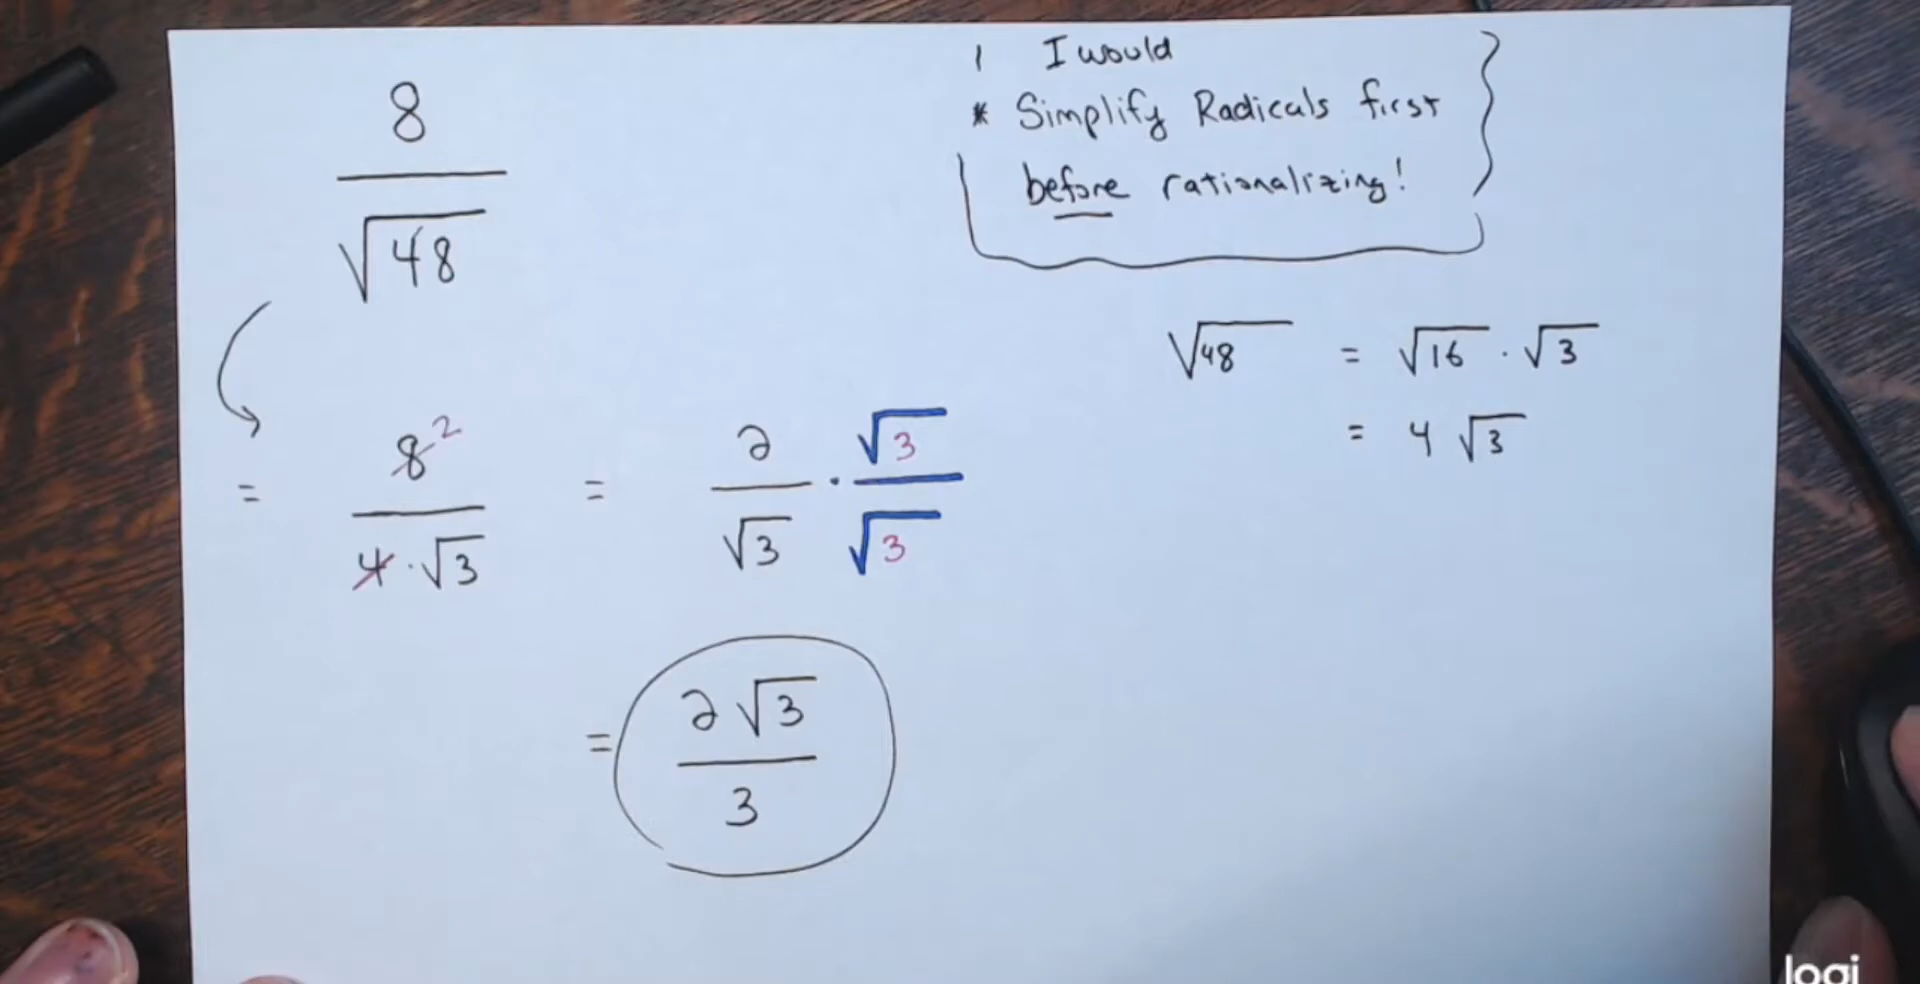 8
√48
I would
* Simplify Radicals first
before rationalizing!
√48 = √16 · √3
= 4 √3
= 8 2 / 4 · √3 = 2 / √3 · √3 / √3
= 2 √3 / 3
logi